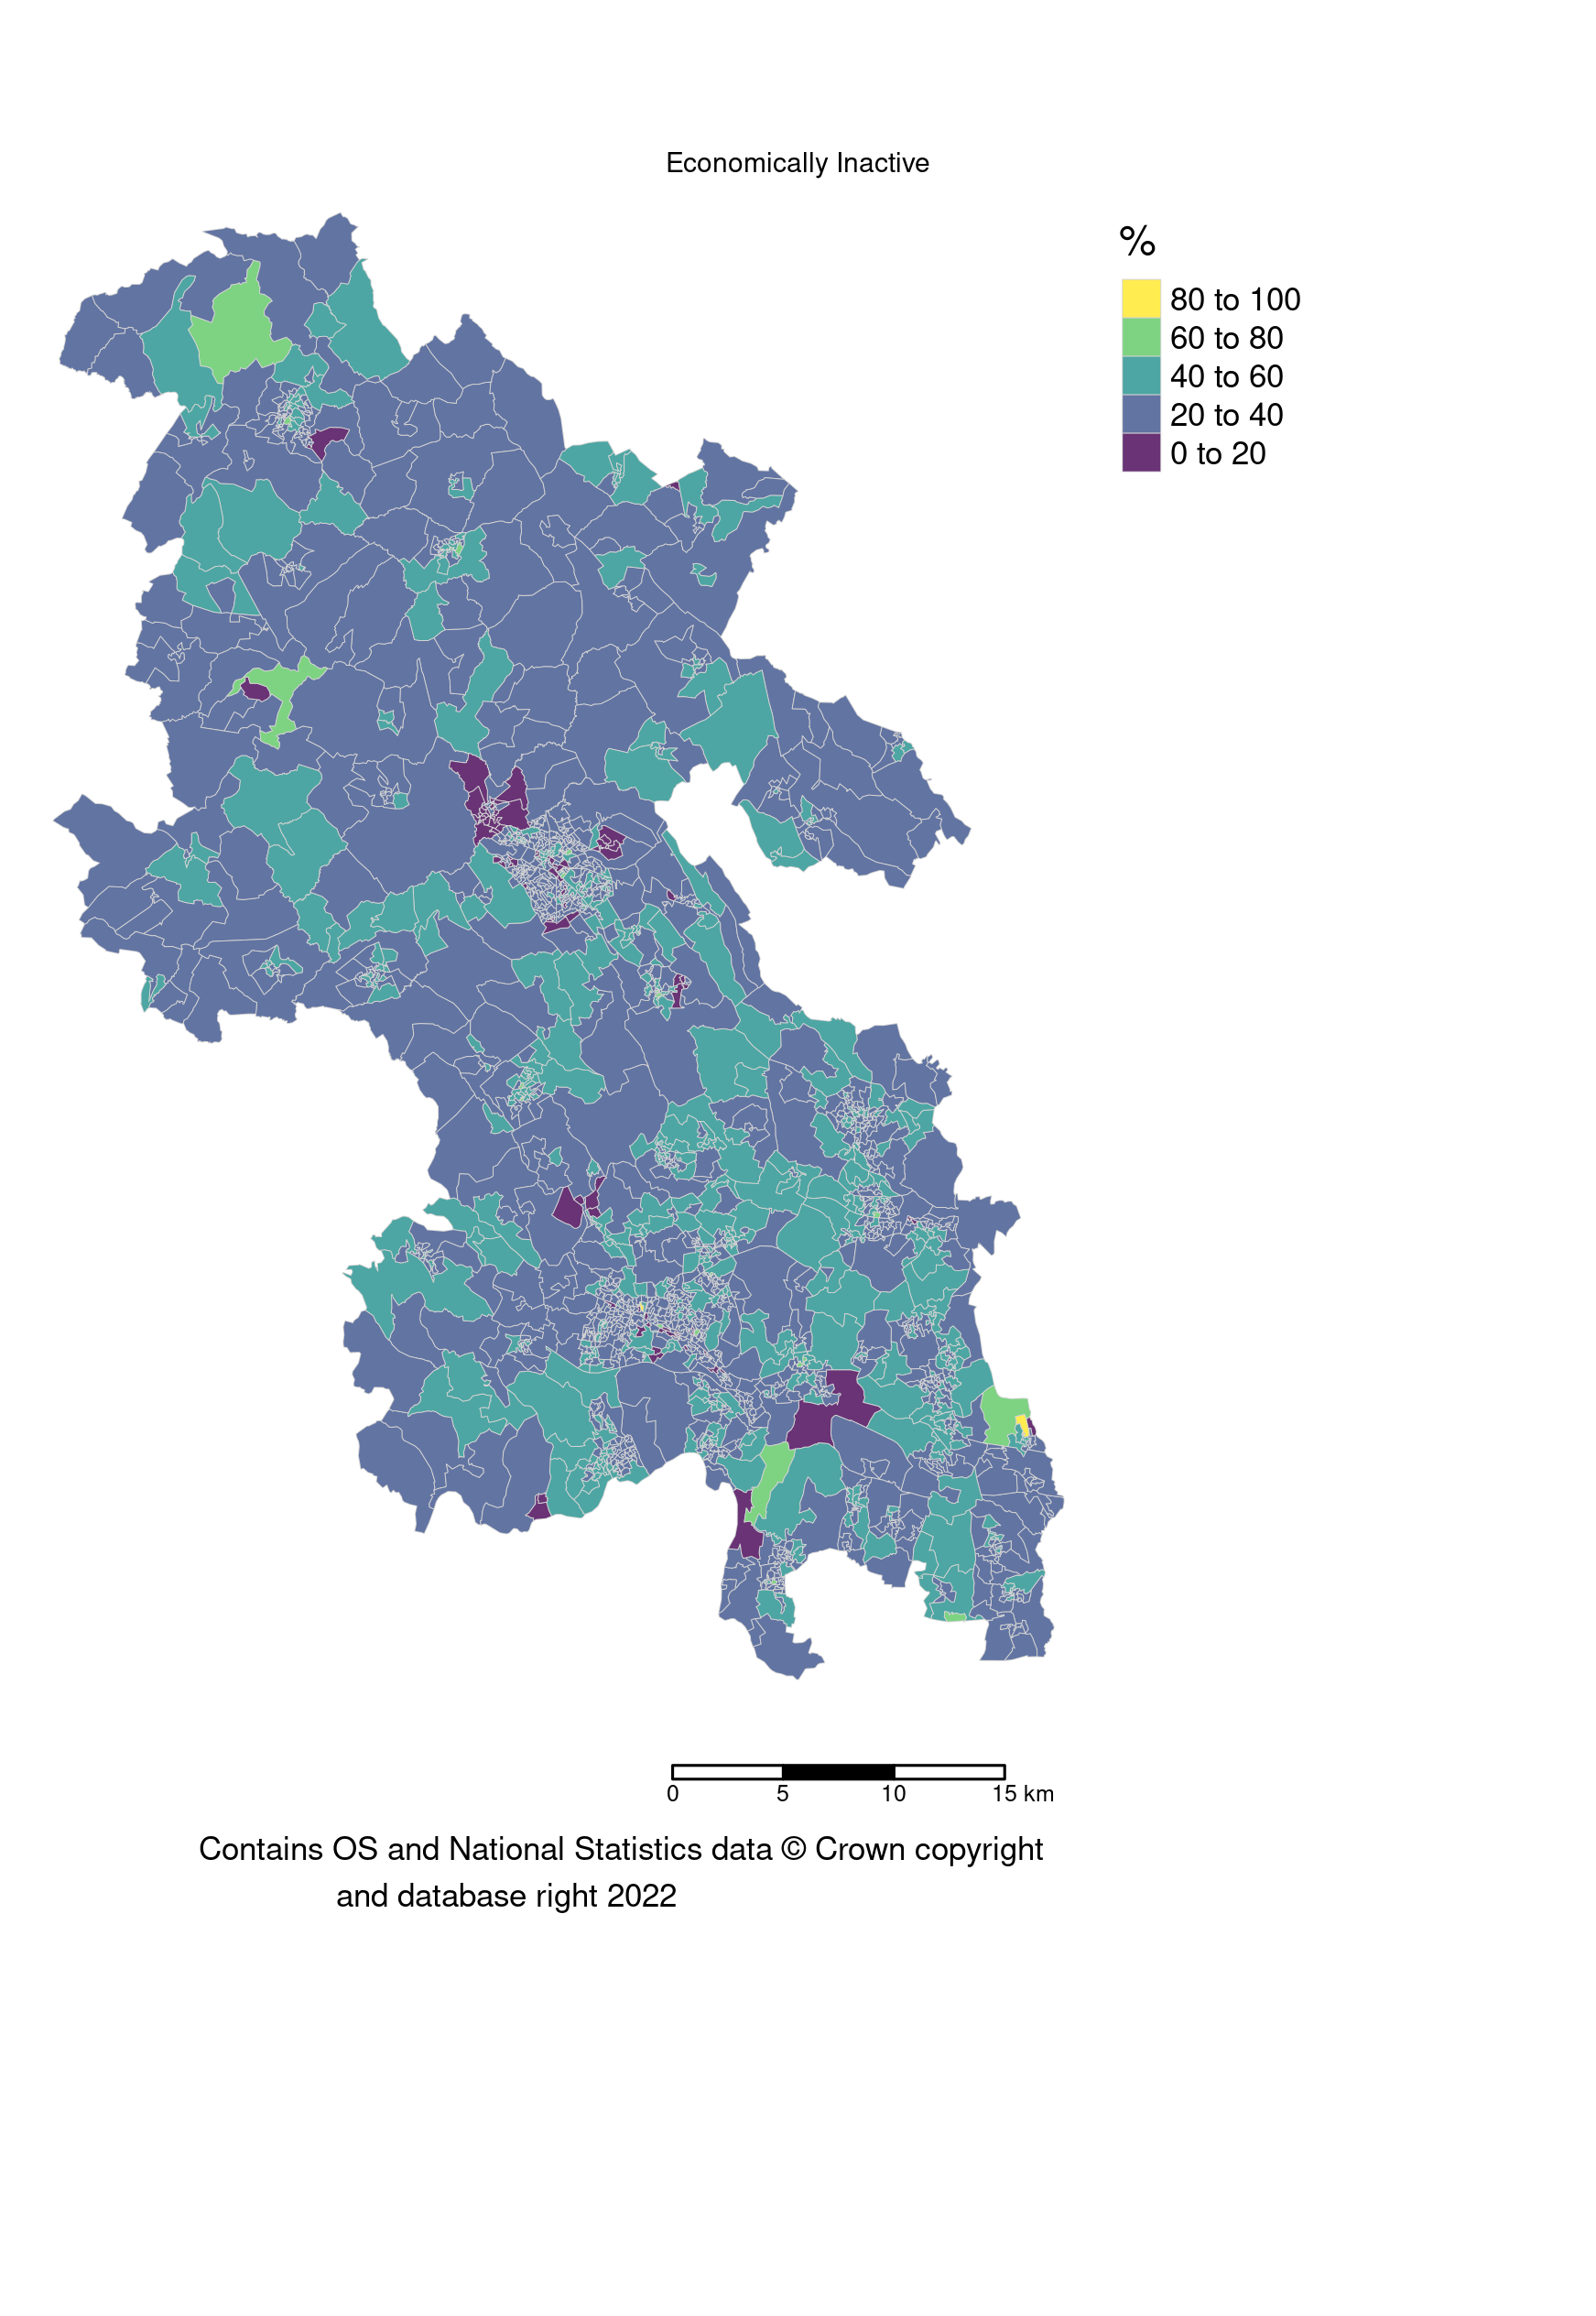 Economically Inactive
%
80 to 100
60 to 80
40 to 60
20 to 40
0 to 20
0 5 10 15 km
Contains OS and National Statistics data © Crown copyright
and database right 2022